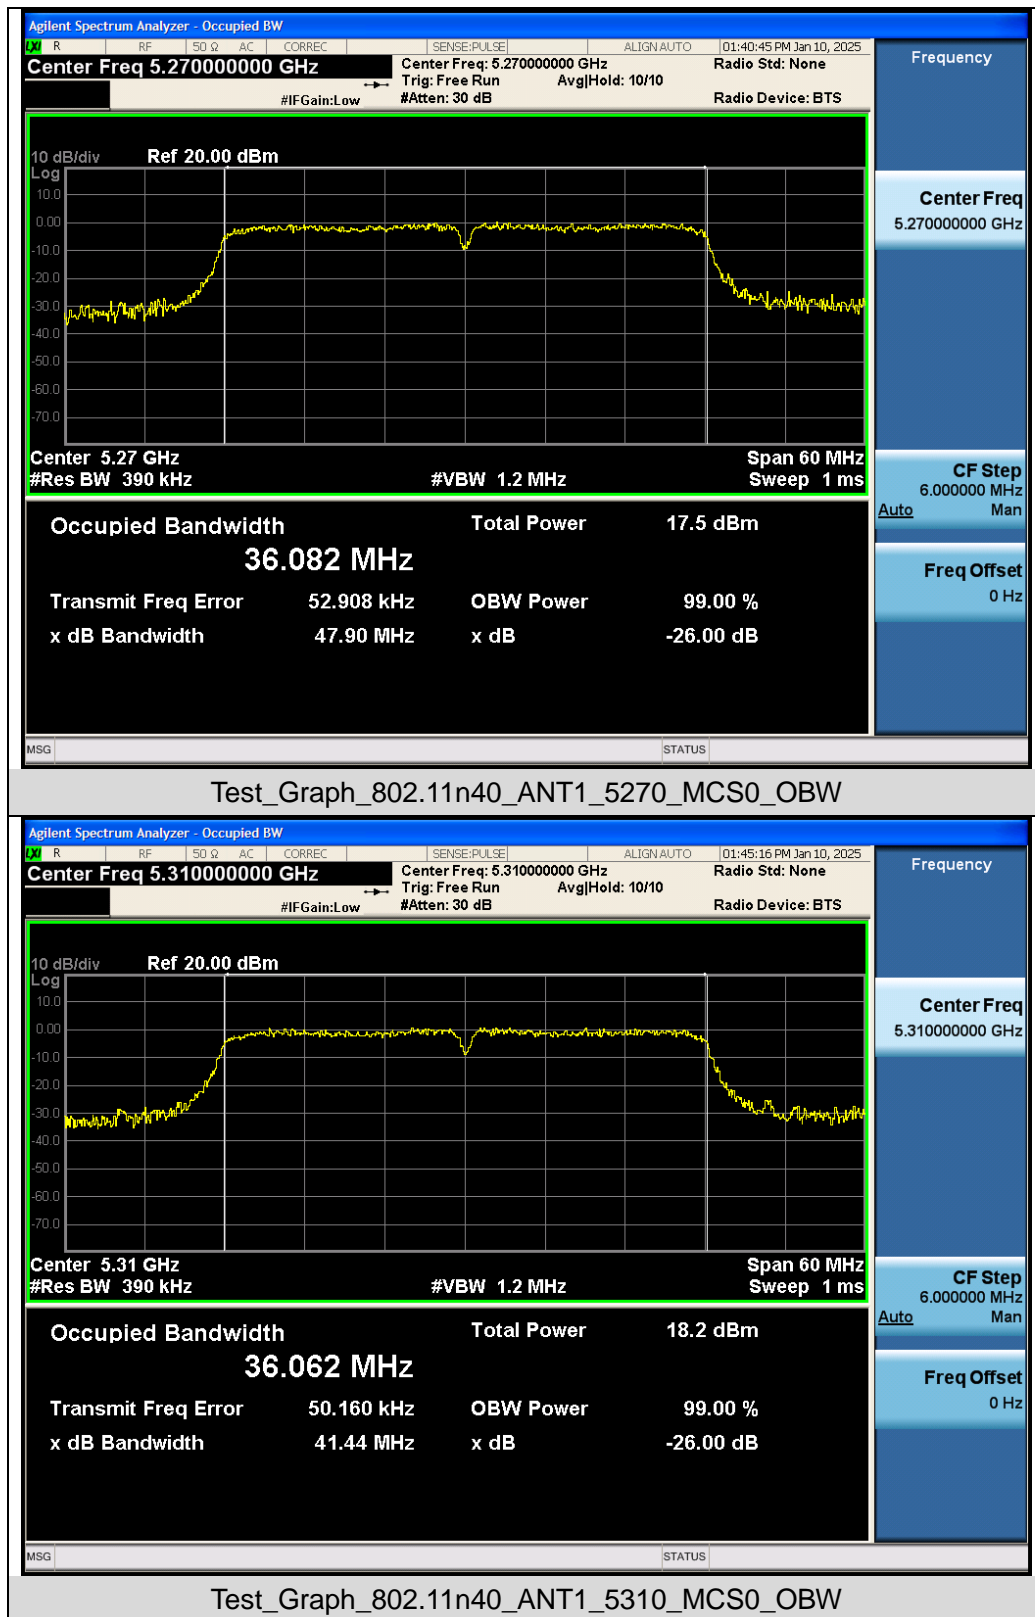 Agilent Spectrum Analyzer - Occupied BW
LXI R RF 50 Ω AC CORREC SENSE:PULSE ALIGN AUTO 01:40:45 PM Jan 10, 2025
Center Freq 5.270000000 GHz
Center Freq: 5.270000000 GHz
Radio Std: None
Trig: Free Run Avg|Hold: 10/10
#IFGain:Low
#Atten: 30 dB
Radio Device: BTS
10 dB/div Ref 20.00 dBm
Log
10.0
0.00
-10.0
-20.0
-30.0
-40.0
-50.0
-60.0
-70.0
Center 5.27 GHz Span 60 MHz
#Res BW 390 kHz #VBW 1.2 MHz Sweep 1 ms
Occupied Bandwidth Total Power 17.5 dBm
36.082 MHz
Transmit Freq Error 52.908 kHz OBW Power 99.00 %
x dB Bandwidth 47.90 MHz x dB -26.00 dB
MSG STATUS
Frequency
Center Freq
5.270000000 GHz
CF Step
6.000000 MHz
Auto Man
Freq Offset
0 Hz
Test_Graph_802.11n40_ANT1_5270_MCS0_OBW
Agilent Spectrum Analyzer - Occupied BW
LXI R RF 50 Ω AC CORREC SENSE:PULSE ALIGN AUTO 01:45:16 PM Jan 10, 2025
Center Freq 5.310000000 GHz
Center Freq: 5.310000000 GHz
Radio Std: None
Trig: Free Run Avg|Hold: 10/10
#IFGain:Low
#Atten: 30 dB
Radio Device: BTS
10 dB/div Ref 20.00 dBm
Log
10.0
0.00
-10.0
-20.0
-30.0
-40.0
-50.0
-60.0
-70.0
Center 5.31 GHz Span 60 MHz
#Res BW 390 kHz #VBW 1.2 MHz Sweep 1 ms
Occupied Bandwidth Total Power 18.2 dBm
36.062 MHz
Transmit Freq Error 50.160 kHz OBW Power 99.00 %
x dB Bandwidth 41.44 MHz x dB -26.00 dB
MSG STATUS
Frequency
Center Freq
5.310000000 GHz
CF Step
6.000000 MHz
Auto Man
Freq Offset
0 Hz
Test_Graph_802.11n40_ANT1_5310_MCS0_OBW